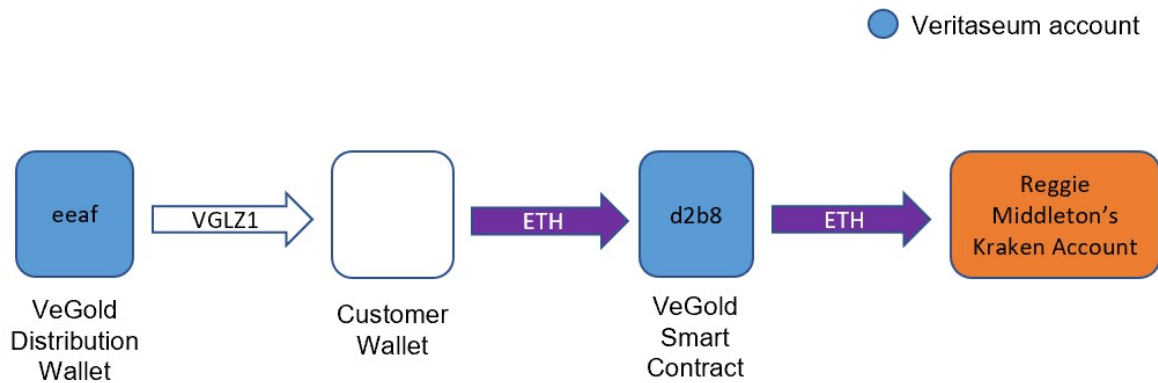 Veritaseum account
eeaf
VGLZ1
ETH
d2b8
ETH
Reggie
Middleton's
Kraken Account
VeGold
Distribution
Wallet
Customer
Wallet
VeGold
Smart
Contract